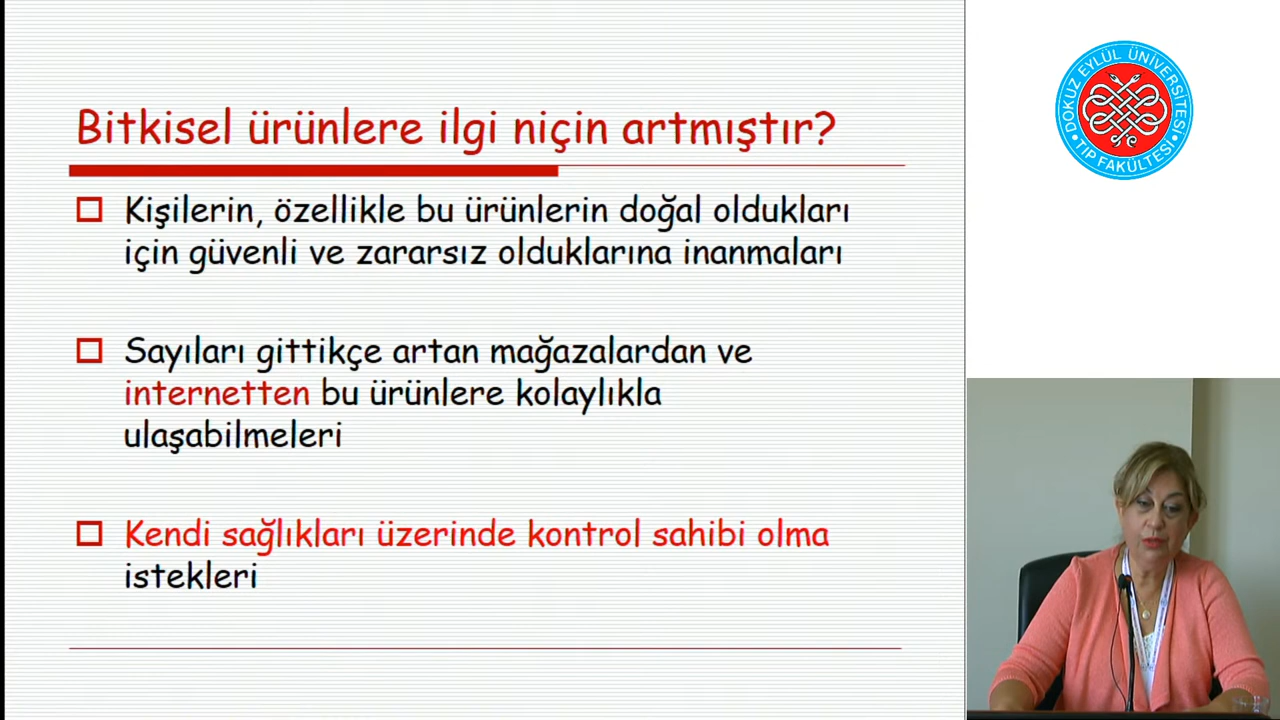 Bitkisel ürünlere ilgi niçin artmıştır?
Kişilerin, özellikle bu ürünlerin doğal oldukları
için güvenli ve zararsız olduklarına inanmaları
Sayıları gittikçe artan mağazalardan ve
internetten bu ürünlere kolaylıkla
ulaşabilmeleri
Kendi sağlıkları üzerinde kontrol sahibi olma
istekleri
DOKUZ EYLÜL ÜNİVERSİTESİ
• TIP FAKÜLTESİ •